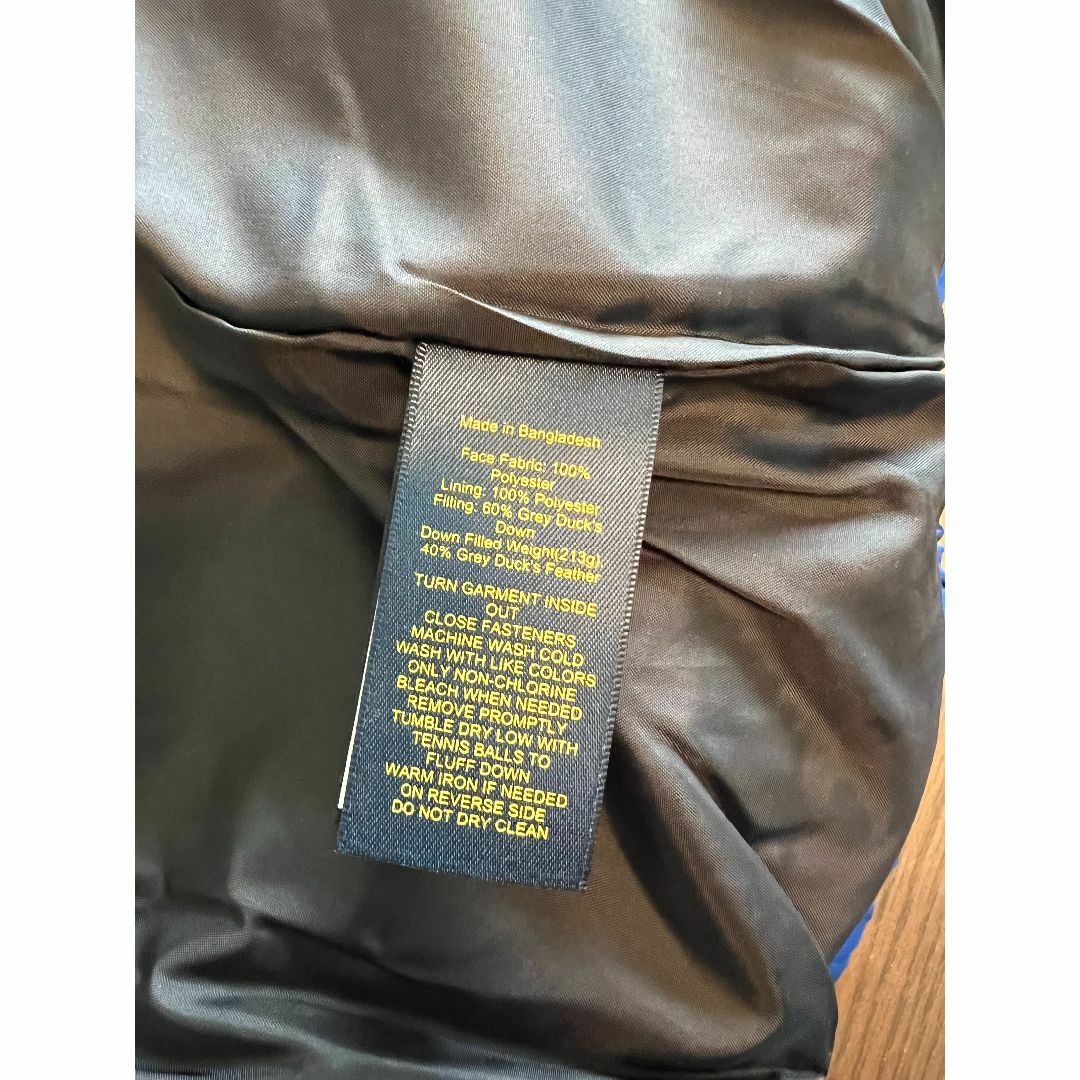 Made in Bangladesh
Face Fabric: 100%
Polyester
Lining: 100% Polyester
Filling: 60% Grey Duck's
Down
Down Filled Weight(213g)
40% Grey Duck's Feather
TURN GARMENT INSIDE
OUT
CLOSE FASTENERS
MACHINE WASH COLD
WASH WITH LIKE COLORS
ONLY NON-CHLORINE
BLEACH WHEN NEEDED
REMOVE PROMPTLY
TUMBLE DRY LOW WITH
TENNIS BALLS TO
FLUFF DOWN
WARM IRON IF NEEDED
ON REVERSE SIDE
DO NOT DRY CLEAN